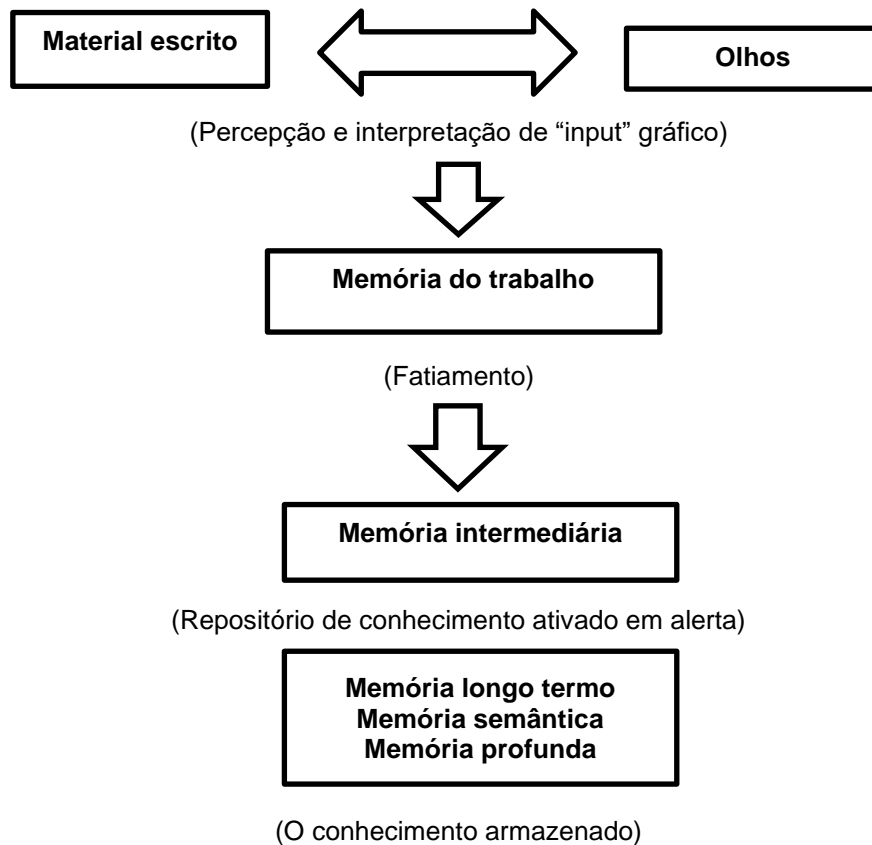 Material escrito
Olhos
(Percepção e interpretação de “input” gráfico)
Memória do trabalho
(Fatiamento)
Memória intermediária
(Repositório de conhecimento ativado em alerta)
Memória longo termo
Memória semântica
Memória profunda
(O conhecimento armazenado)